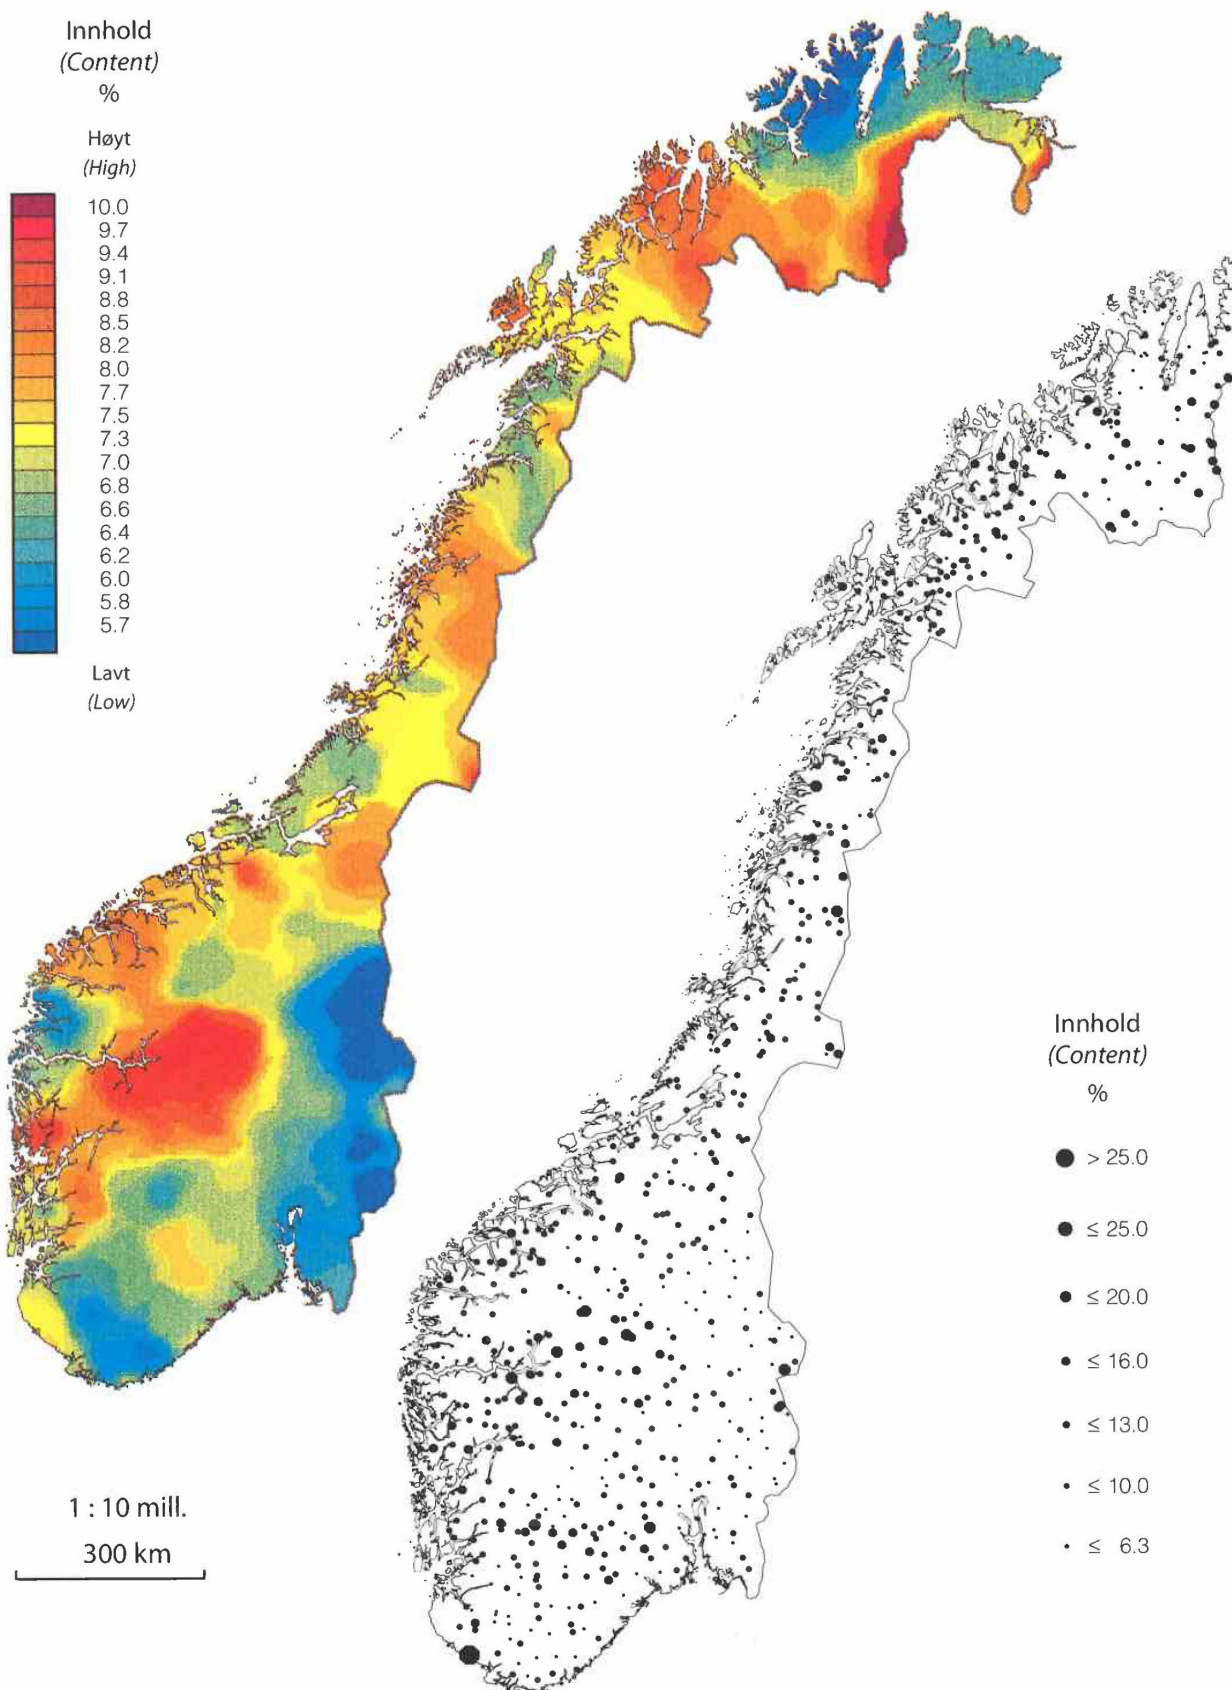 Innhold
(Content)
%
Høyt
(High)
10.0
9.7
9.4
9.1
8.8
8.5
8.2
8.0
7.7
7.5
7.3
7.0
6.8
6.6
6.4
6.2
6.0
5.8
5.7
Lavt
(Low)
1 : 10 mill.
300 km
Innhold
(Content)
%
> 25.0
≤ 25.0
≤ 20.0
≤ 16.0
≤ 13.0
≤ 10.0
≤ 6.3